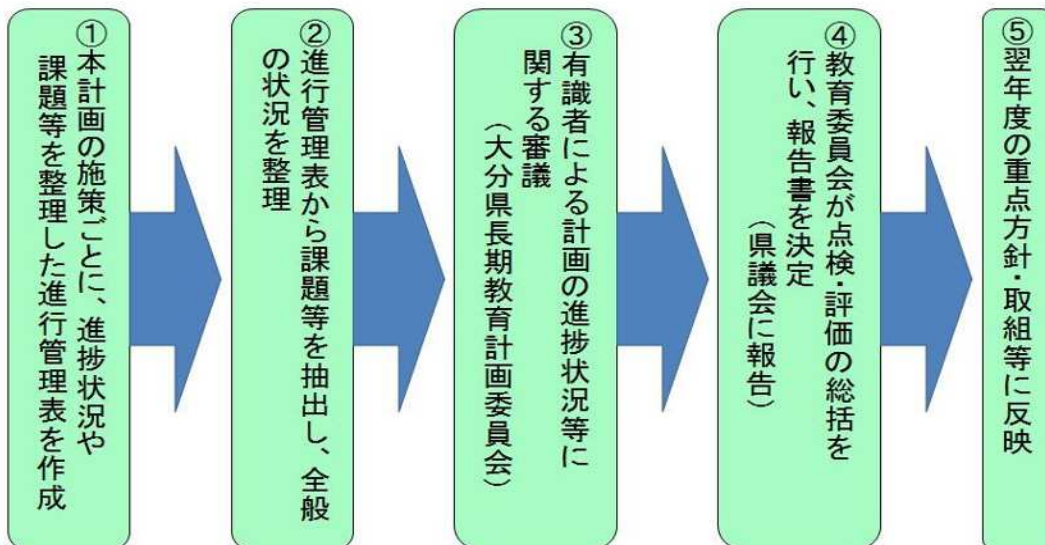 ①本計画の施策ごとに、進捗状況や
課題等を整理した進行管理表を作成
②進行管理表から課題等を抽出し、全般
の状況を整理
③有識者による計画の進捗状況等に
関する審議
（大分県長期教育計画委員会）
④教育委員会が点検・評価の総括を
行い、報告書を決定
（県議会に報告）
⑤翌年度の重点方針・取組等に反映